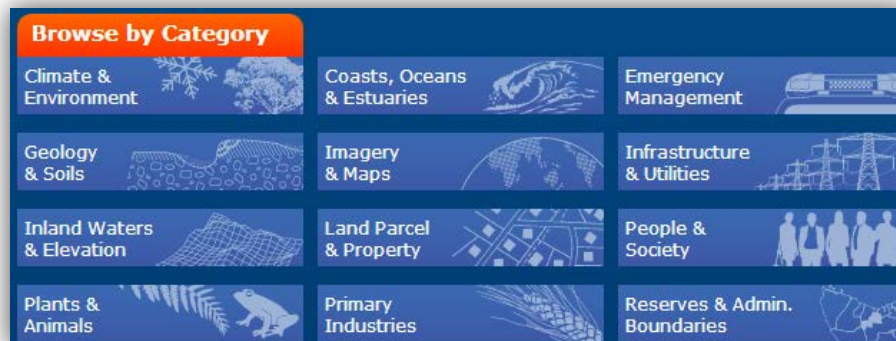 Browse by Category
Climate &
Environment
Coasts, Oceans
& Estuaries
Emergency
Management
Geology
& Soils
Imagery
& Maps
Infrastructure
& Utilities
Inland Waters
& Elevation
Land Parcel
& Property
People &
Society
Plants &
Animals
Primary
Industries
Reserves & Admin.
Boundaries